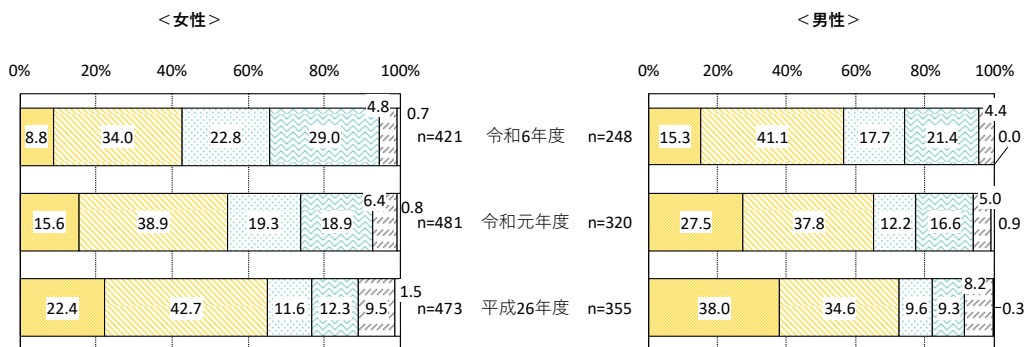 ＜女性＞ ＜男性＞
0% 20% 40% 60% 80% 100% 0% 20% 40% 60% 80% 100%
8.8 34.0 22.8 29.0 4.8 0.7 n=421 令和6年度 n=248 15.3 41.1 17.7 21.4 4.4 0.0
15.6 38.9 19.3 18.9 6.4 0.8 n=481 令和元年度 n=320 27.5 37.8 12.2 16.6 5.0 0.9
22.4 42.7 11.6 12.3 9.5 1.5 n=473 平成26年度 n=355 38.0 34.6 9.6 9.3 8.2 0.3